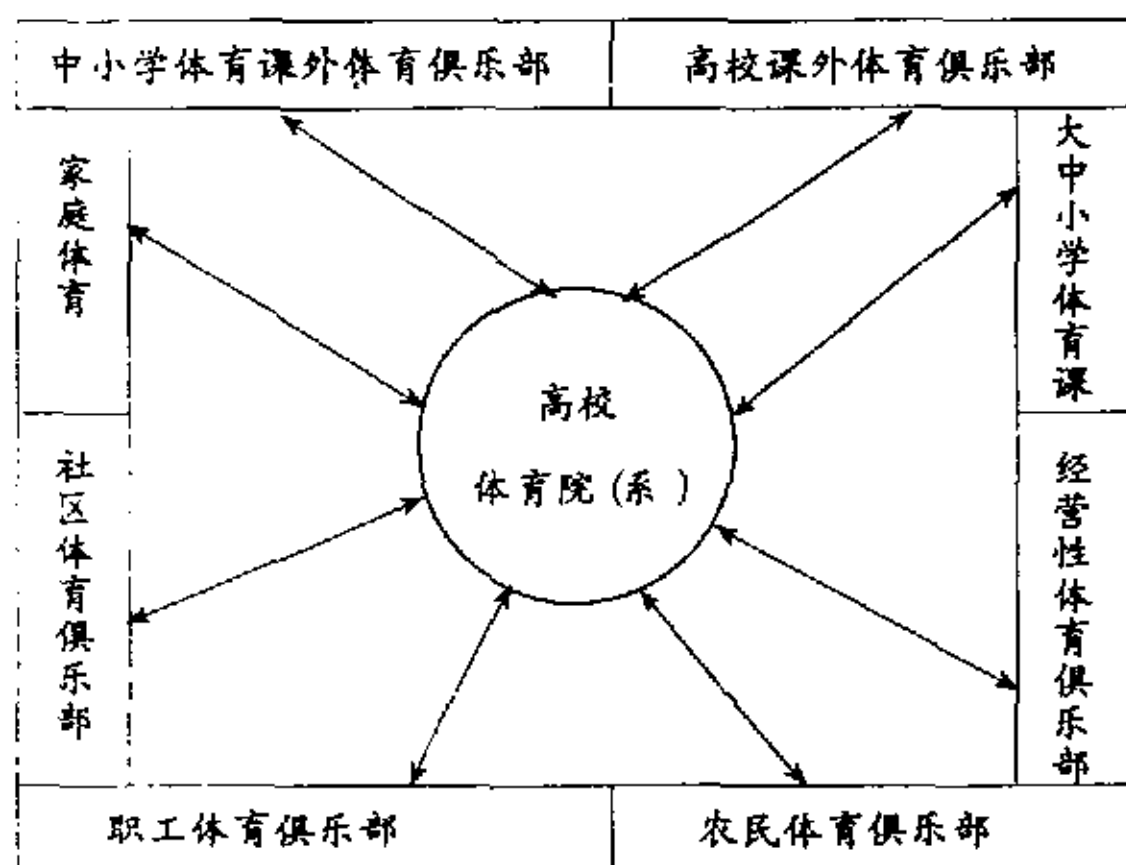 中小学体育课外体育俱乐部
高校课外体育俱乐部
家庭体育
大中小学体育课
高校
体育院(系)
社区体育俱乐部
经营性体育俱乐部
职工体育俱乐部
农民体育俱乐部